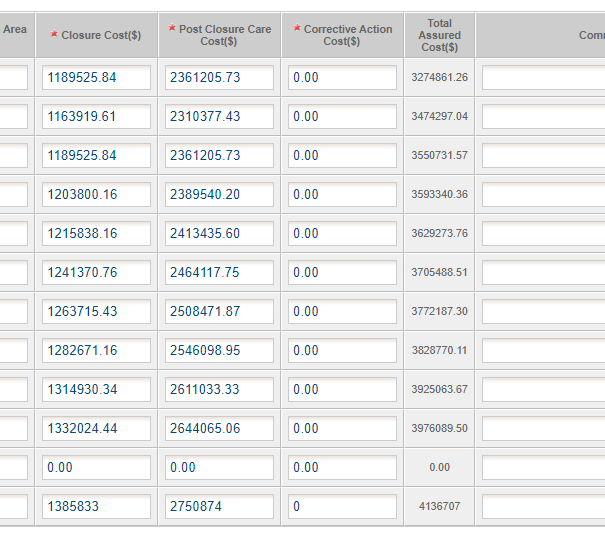 Area * Closure Cost($) * Post Closure Care Cost($) * Corrective Action Cost($) Total Assured Cost($)
1189525.84 2361205.73 0.00 3274861.26
1163919.61 2310377.43 0.00 3474297.04
1189525.84 2361205.73 0.00 3550731.57
1203800.16 2389540.20 0.00 3593340.36
1215838.16 2413435.60 0.00 3629273.76
1241370.76 2464117.75 0.00 3705488.51
1263715.43 2508471.87 0.00 3772187.30
1282671.16 2546098.95 0.00 3828770.11
1314930.34 2611033.33 0.00 3925063.67
1332024.44 2644065.06 0.00 3976089.50
0.00 0.00 0.00 0.00
1385833 2750874 0 4136707